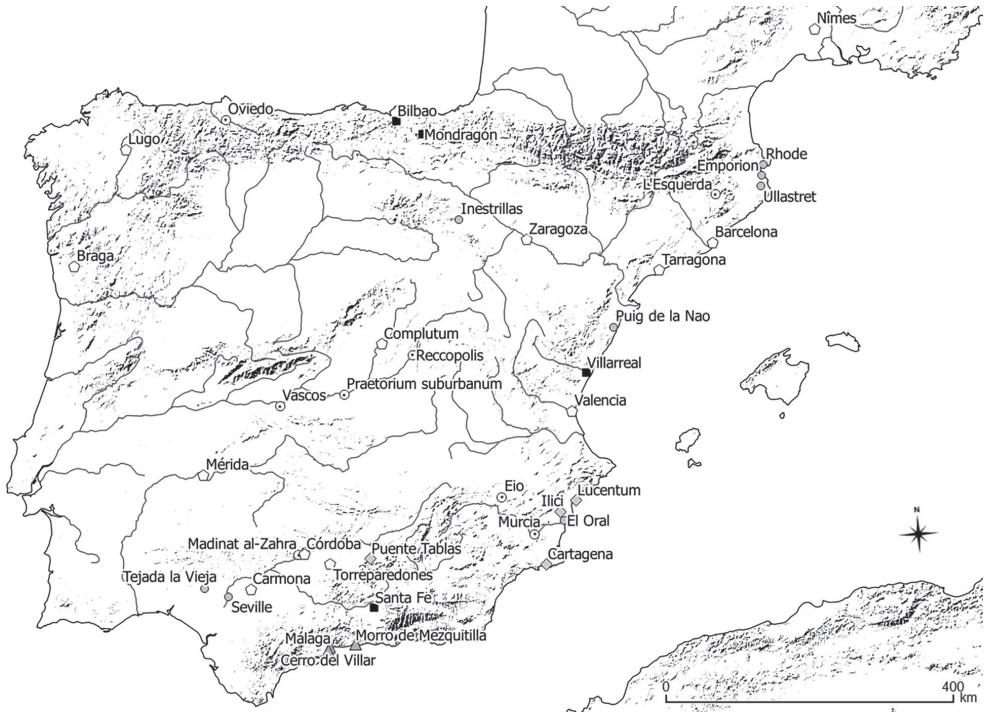 Nîmes
Oviedo
Bilbao
Mondragón
Lugo
Rhode
Emporion
L'Esquerda
Ullastret
Inestrillas
Zaragoza
Barcelona
Braga
Tarragona
Puig de la Nao
Complutum
Reccopolis
Villarreal
Praetorium suburbanum
Vascos
Valencia
Mérida
Eio
Lucentum
Ilici
El Oral
Murcia
Madinat al-Zahra
Córdoba
Puente Tablas
Cartagena
Torreparedones
Tejada la Vieja
Carmona
Seville
Santa Fe
Málaga
Morro de Mezquitilla
Cerro del Villar
N
0
400
km